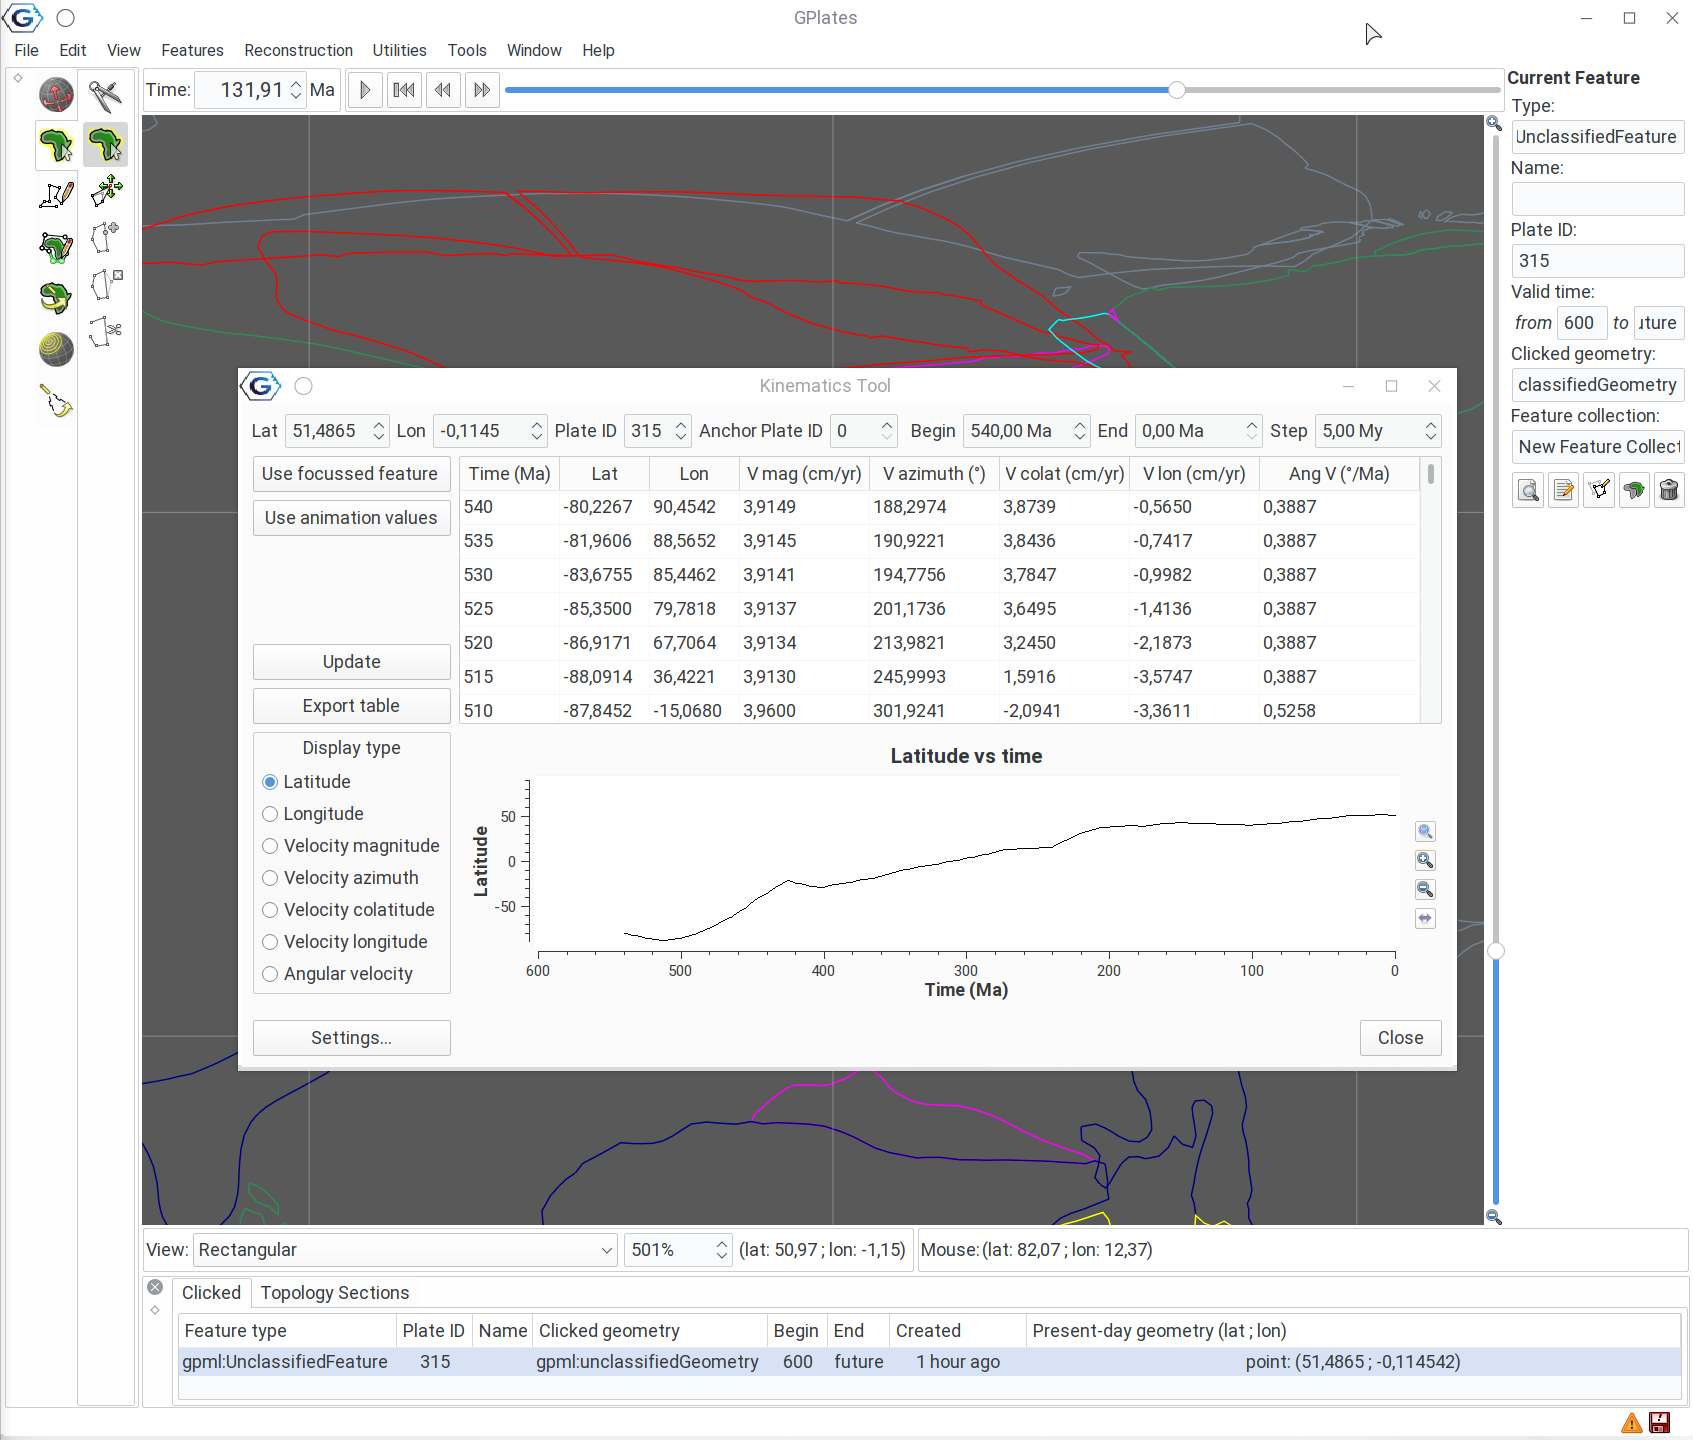 GPlates
File Edit View Features Reconstruction Utilities Tools Window Help
Time: 131,91 Ma
Current Feature
Type:
UnclassifiedFeature
Name:
Plate ID:
315
Valid time:
from 600 to uture
Clicked geometry:
classifiedGeometry
Feature collection:
New Feature Collect
Kinematics Tool
Lat 51,4865 Lon -0,1145 Plate ID 315 Anchor Plate ID 0 Begin 540,00 Ma End 0,00 Ma Step 5,00 My
Use focussed feature
Use animation values
Update
Export table
Time (Ma) Lat Lon V mag (cm/yr) V azimuth (°) V colat (cm/yr) V lon (cm/yr) Ang V (°/Ma)
540 -80,2267 90,4542 3,9149 188,2974 3,8739 -0,5650 0,3887
535 -81,9606 88,5652 3,9145 190,9221 3,8436 -0,7417 0,3887
530 -83,6755 85,4462 3,9141 194,7756 3,7847 -0,9982 0,3887
525 -85,3500 79,7818 3,9137 201,1736 3,6495 -1,4136 0,3887
520 -86,9171 67,7064 3,9134 213,9821 3,2450 -2,1873 0,3887
515 -88,0914 36,4221 3,9130 245,9993 1,5916 -3,5747 0,3887
510 -87,8452 -15,0680 3,9600 301,9241 -2,0941 -3,3611 0,5258
Display type
Latitude
Longitude
Velocity magnitude
Velocity azimuth
Velocity colatitude
Velocity longitude
Angular velocity
Settings...
Latitude vs time
Latitude
50
0
-50
600 500 400 300 200 100 0
Time (Ma)
Close
View: Rectangular 501% (lat: 50,97 ; lon: -1,15) Mouse: (lat: 82,07 ; lon: 12,37)
Clicked Topology Sections
Feature type Plate ID Name Clicked geometry Begin End Created Present-day geometry (lat ; lon)
gpml:UnclassifiedFeature 315 gpml:unclassifiedGeometry 600 future 1 hour ago point: (51,4865 ; -0,114542)